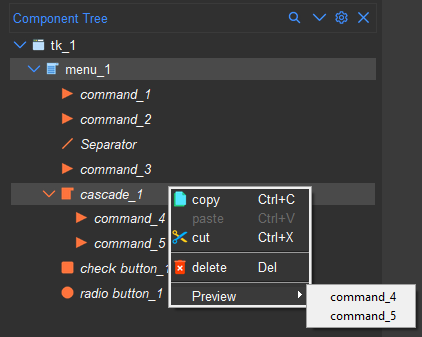 Component Tree
tk_1
menu_1
command_1
command_2
Separator
command_3
cascade_1
command_4
command_5
check button_1
radio button_1
copy Ctrl+C
paste Ctrl+V
cut Ctrl+X
delete Del
Preview
command_4
command_5